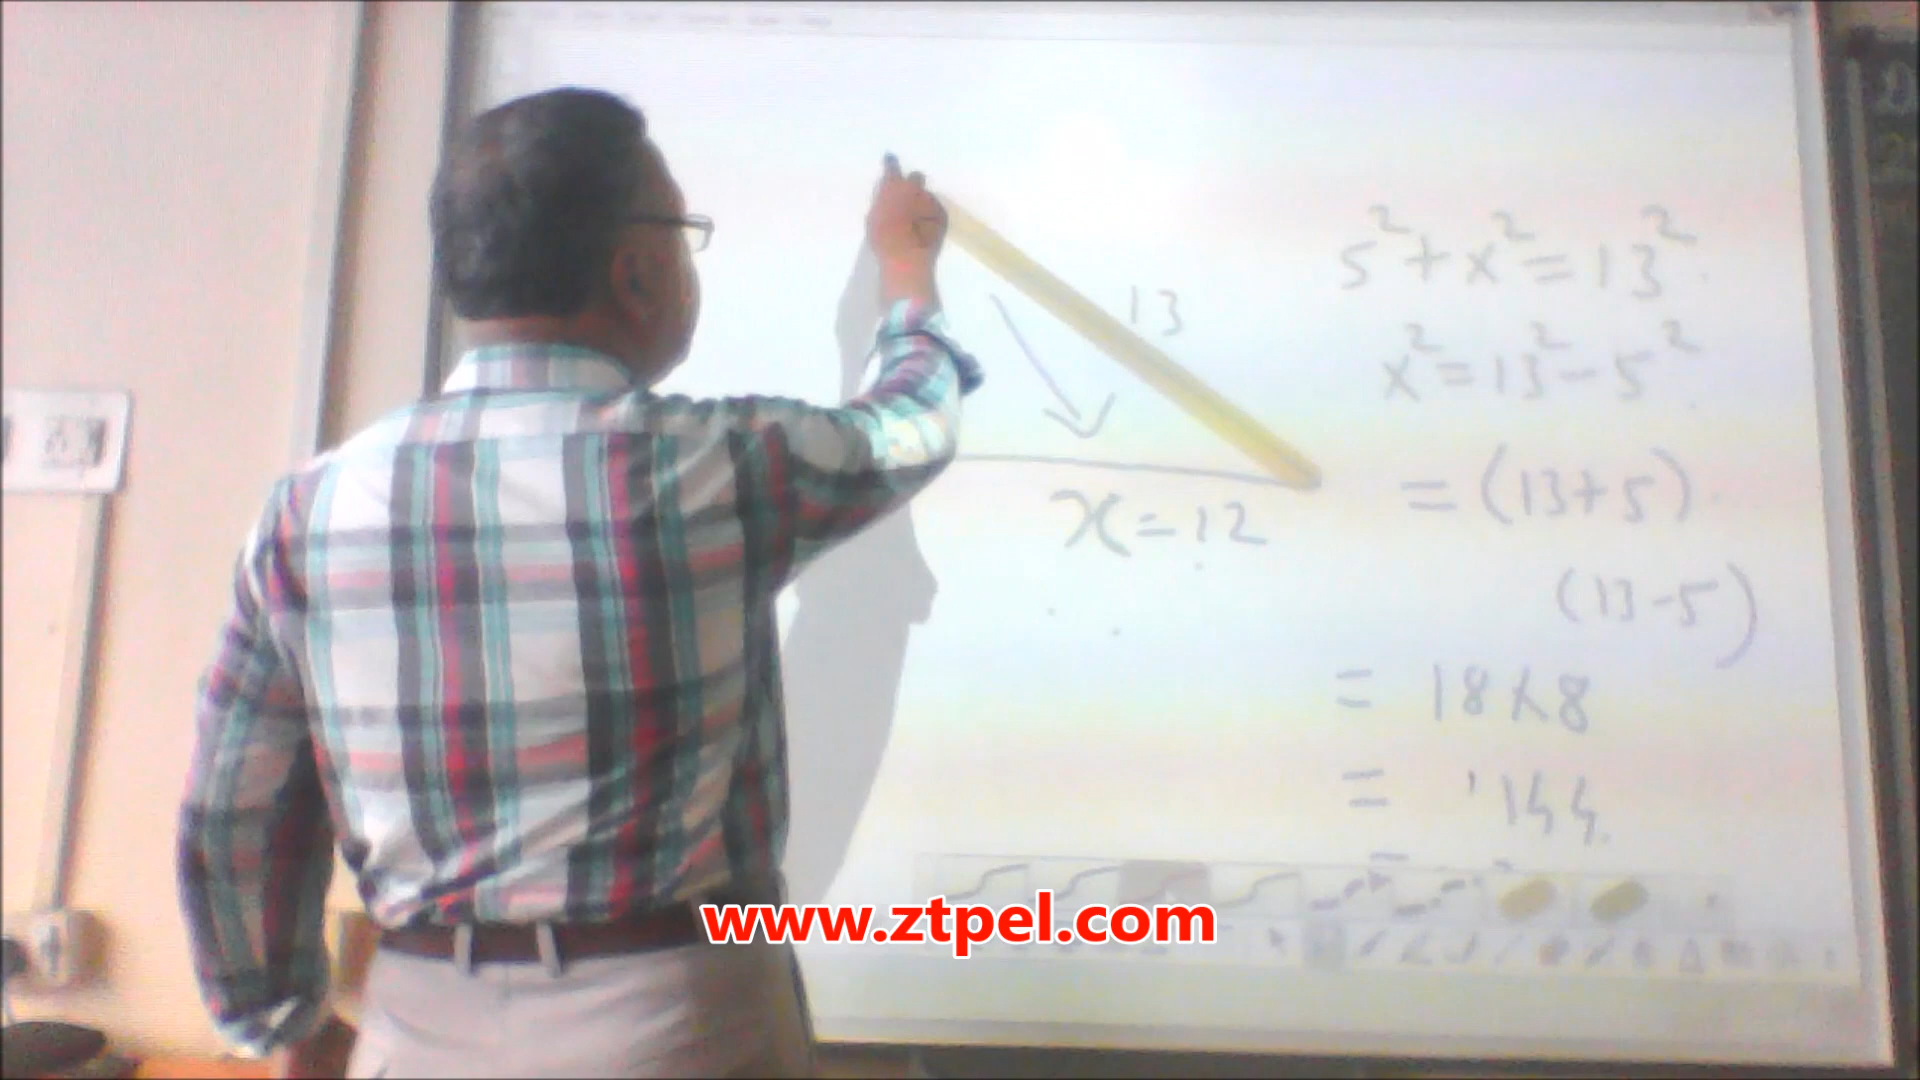 13
x = 12
5² + x² = 13²
x² = 13² - 5²
= (13 + 5)
(13 - 5)
= 18 x 8
= 144
www.ztpel.com